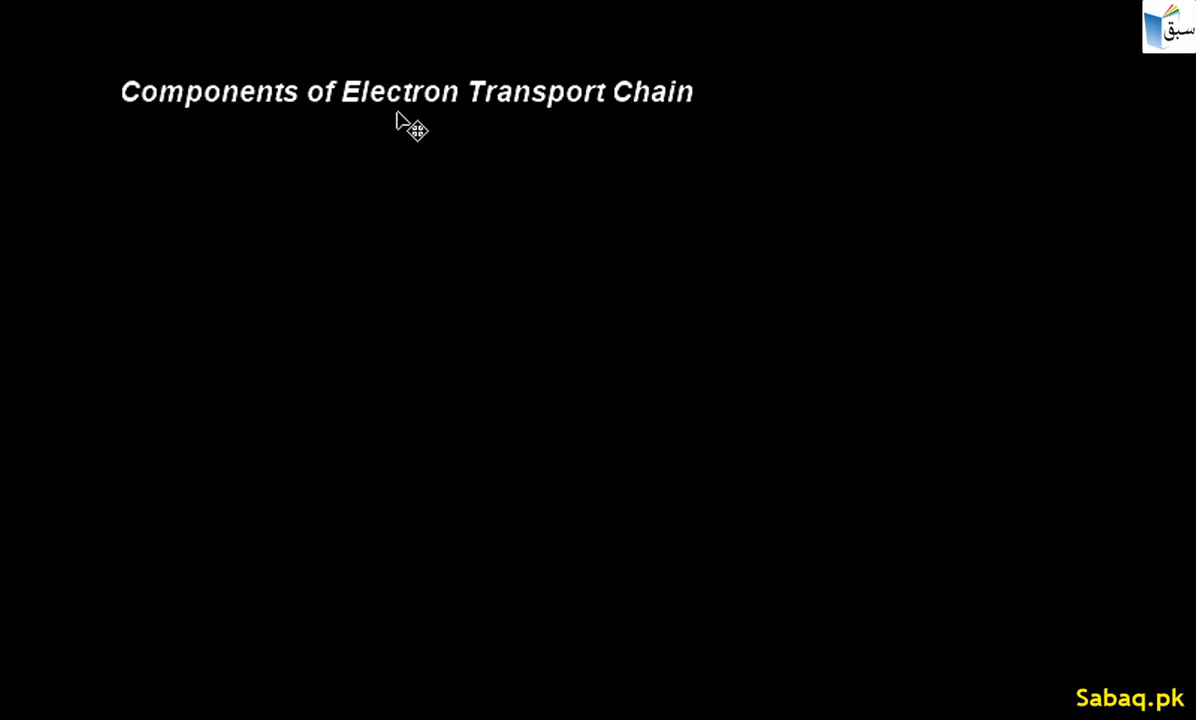 سبق
Components of Electron Transport Chain
Sabaq.pk